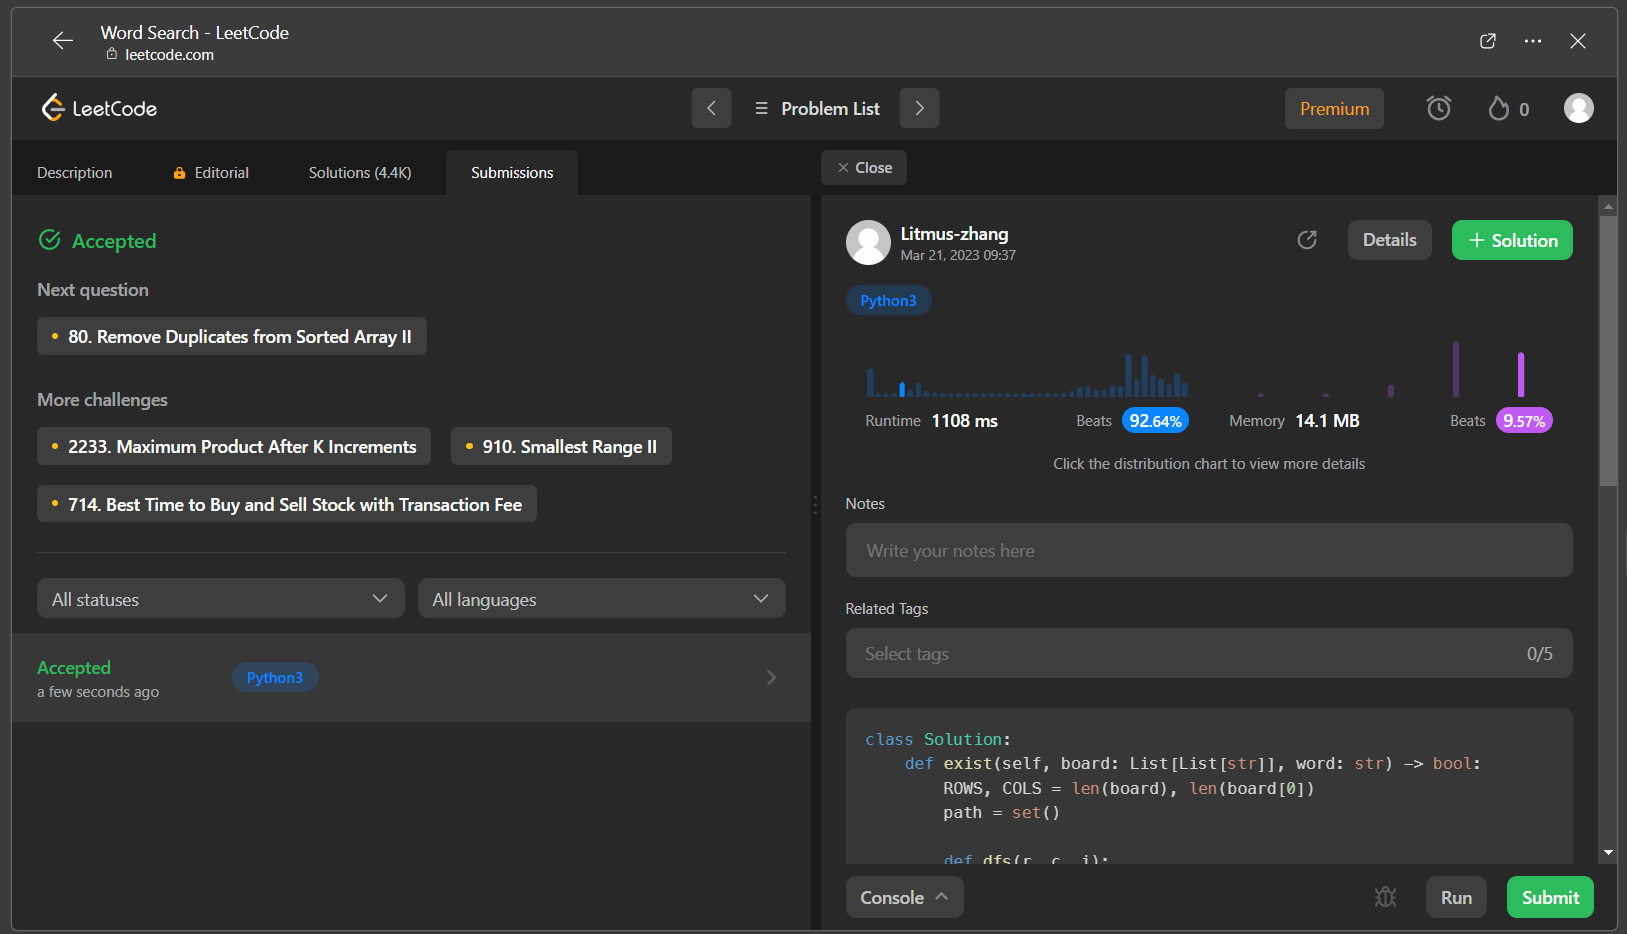 Word Search - LeetCode
leetcode.com
LeetCode
Problem List
Premium
0
Description
Editorial
Solutions (4.4K)
Submissions
Close
Accepted
Next question
80. Remove Duplicates from Sorted Array II
More challenges
2233. Maximum Product After K Increments
910. Smallest Range II
714. Best Time to Buy and Sell Stock with Transaction Fee
All statuses
All languages
Accepted
a few seconds ago
Python3
Litmus-zhang
Mar 21, 2023 09:37
Details
+ Solution
Python3
Runtime 1108 ms
Beats 92.64%
Memory 14.1 MB
Beats 9.57%
Click the distribution chart to view more details
Notes
Write your notes here
Related Tags
Select tags
0/5
class Solution:
def exist(self, board: List[List[str]], word: str) -> bool:
ROWS, COLS = len(board), len(board[0])
path = set()
def dfs(r, c, i):
Console
Run
Submit